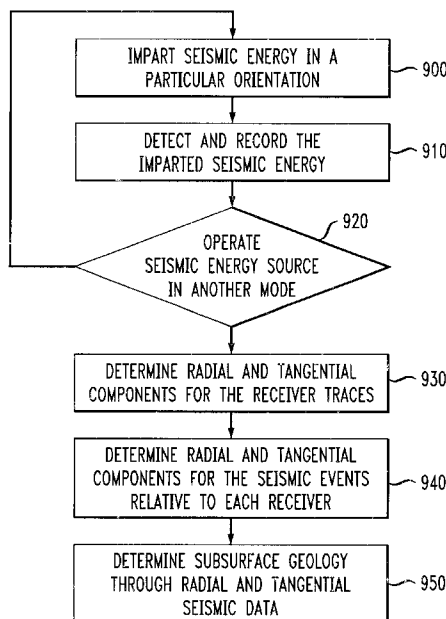 IMPART SEISMIC ENERGY IN A
PARTICULAR ORIENTATION
900
DETECT AND RECORD THE
IMPARTED SEISMIC ENERGY
910
920
OPERATE
SEISMIC ENERGY SOURCE
IN ANOTHER MODE
DETERMINE RADIAL AND TANGENTIAL
COMPONENTS FOR THE RECEIVER TRACES
930
DETERMINE RADIAL AND TANGENTIAL
COMPONENTS FOR THE SEISMIC EVENTS
RELATIVE TO EACH RECEIVER
940
DETERMINE SUBSURFACE GEOLOGY
THROUGH RADIAL AND TANGENTIAL
SEISMIC DATA
950